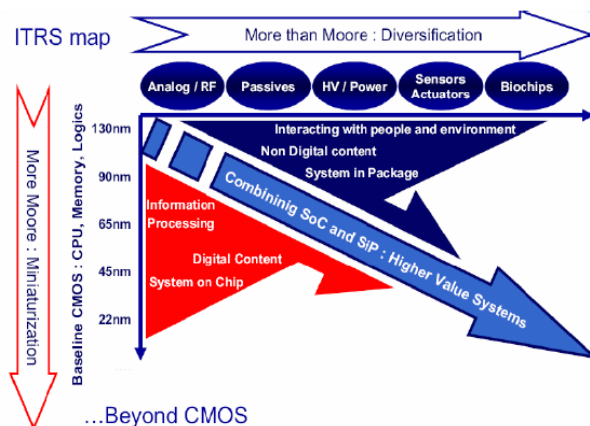 ITRS map
More than Moore : Diversification
Analog / RF
Passives
HV / Power
Sensors
Actuators
Biochips
More Moore : Miniaturization
Baseline CMOS : CPU, Memory, Logics
130nm
90nm
65nm
45nm
22nm
Interacting with people and environment
Non Digital content
System in Package
Combining SoC and SiP : Higher Value Systems
Information
Processing
Digital Content
System on Chip
...Beyond CMOS